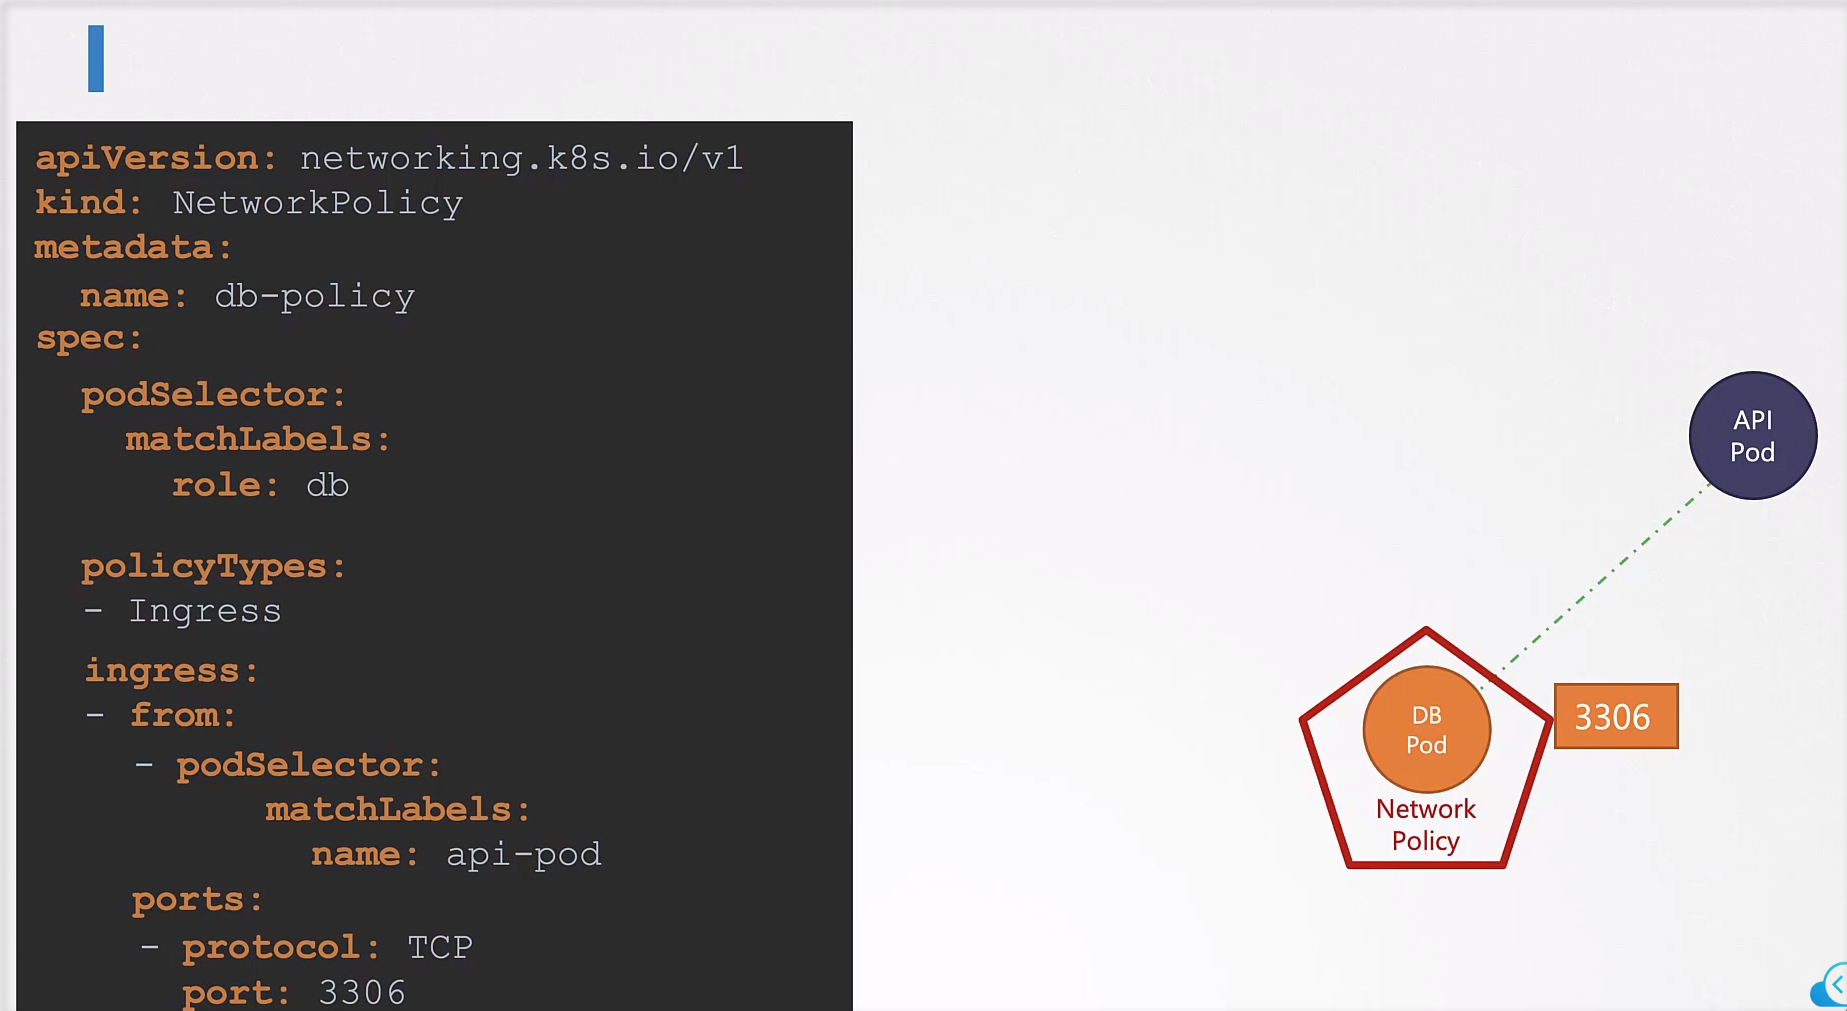 apiVersion: networking.k8s.io/v1
kind: NetworkPolicy
metadata:
  name: db-policy
spec:
  podSelector:
    matchLabels:
      role: db
  policyTypes:
  - Ingress
  ingress:
  - from:
    - podSelector:
          matchLabels:
            name: api-pod
    ports:
    - protocol: TCP
      port: 3306
API
Pod
DB
Pod
Network
Policy
3306